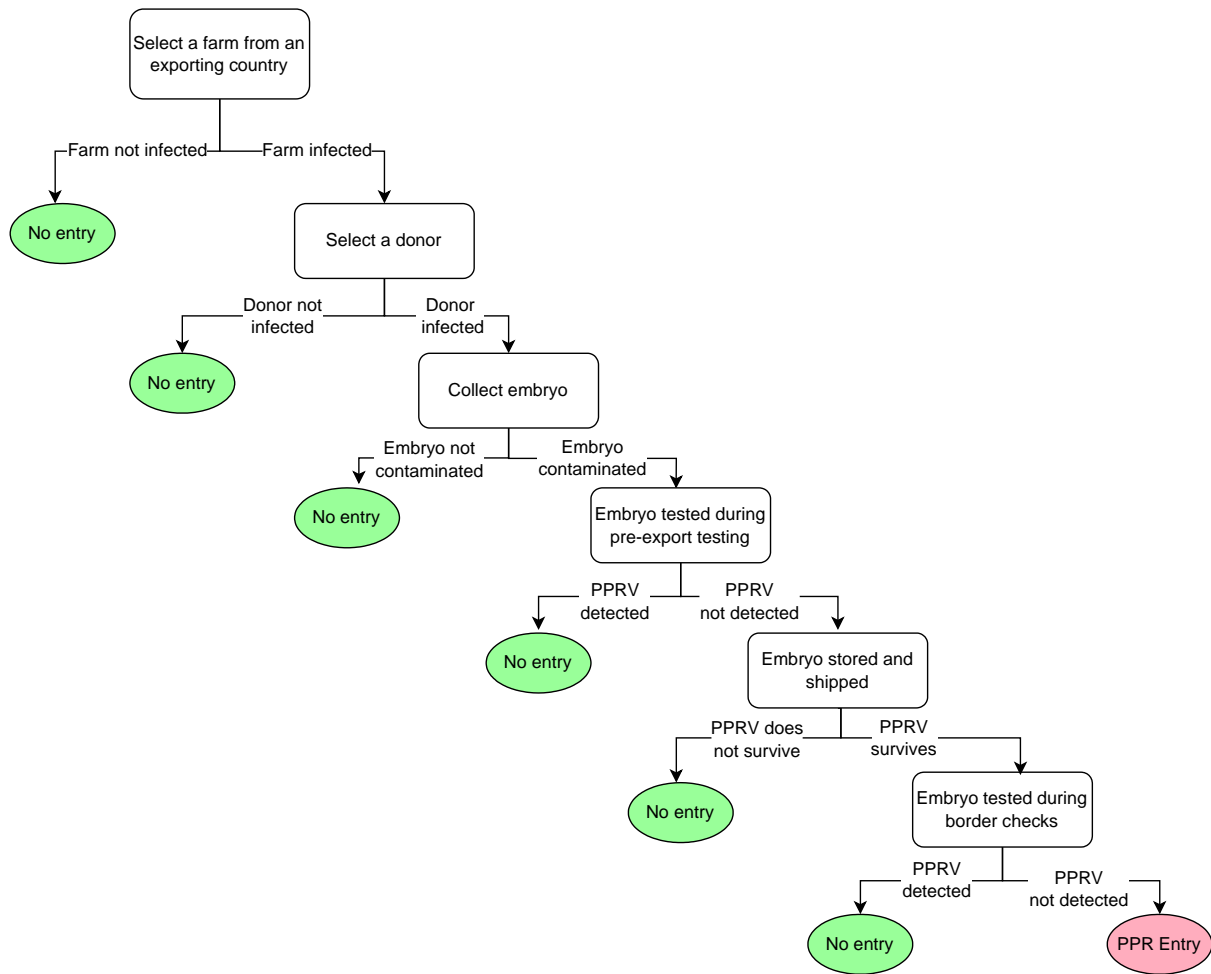 Select a farm from an
exporting country
Farm not infected
Farm infected
No entry
Select a donor
Donor not
infected
Donor
infected
No entry
Collect embryo
Embryo not
contaminated
Embryo
contaminated
No entry
Embryo tested during
pre-export testing
PPRV
detected
PPRV
not detected
No entry
Embryo stored and
shipped
PPRV does
not survive
PPRV
survives
No entry
Embryo tested during
border checks
PPRV
detected
PPRV
not detected
No entry
PPR Entry